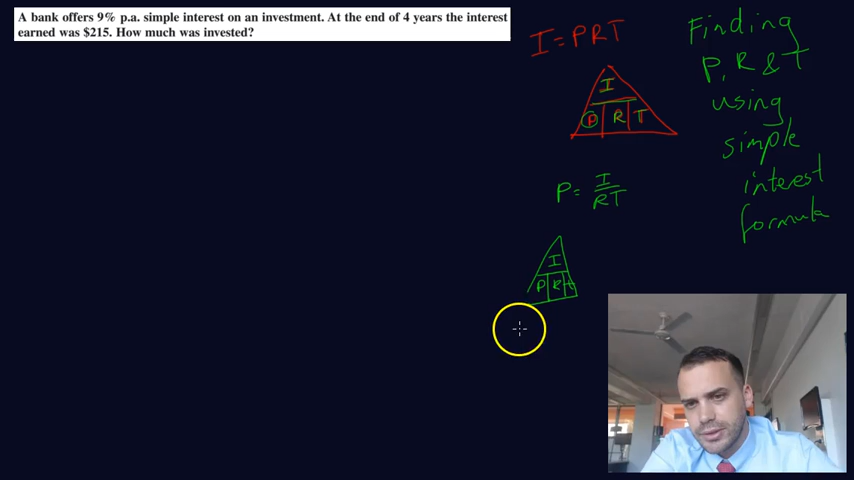 A bank offers 9% p.a. simple interest on an investment. At the end of 4 years the interest
earned was $215. How much was invested?
I=PRT
I
P R T
P= I
RT
I
P R t
Finding
P, R & T
using
simple
interest
formula